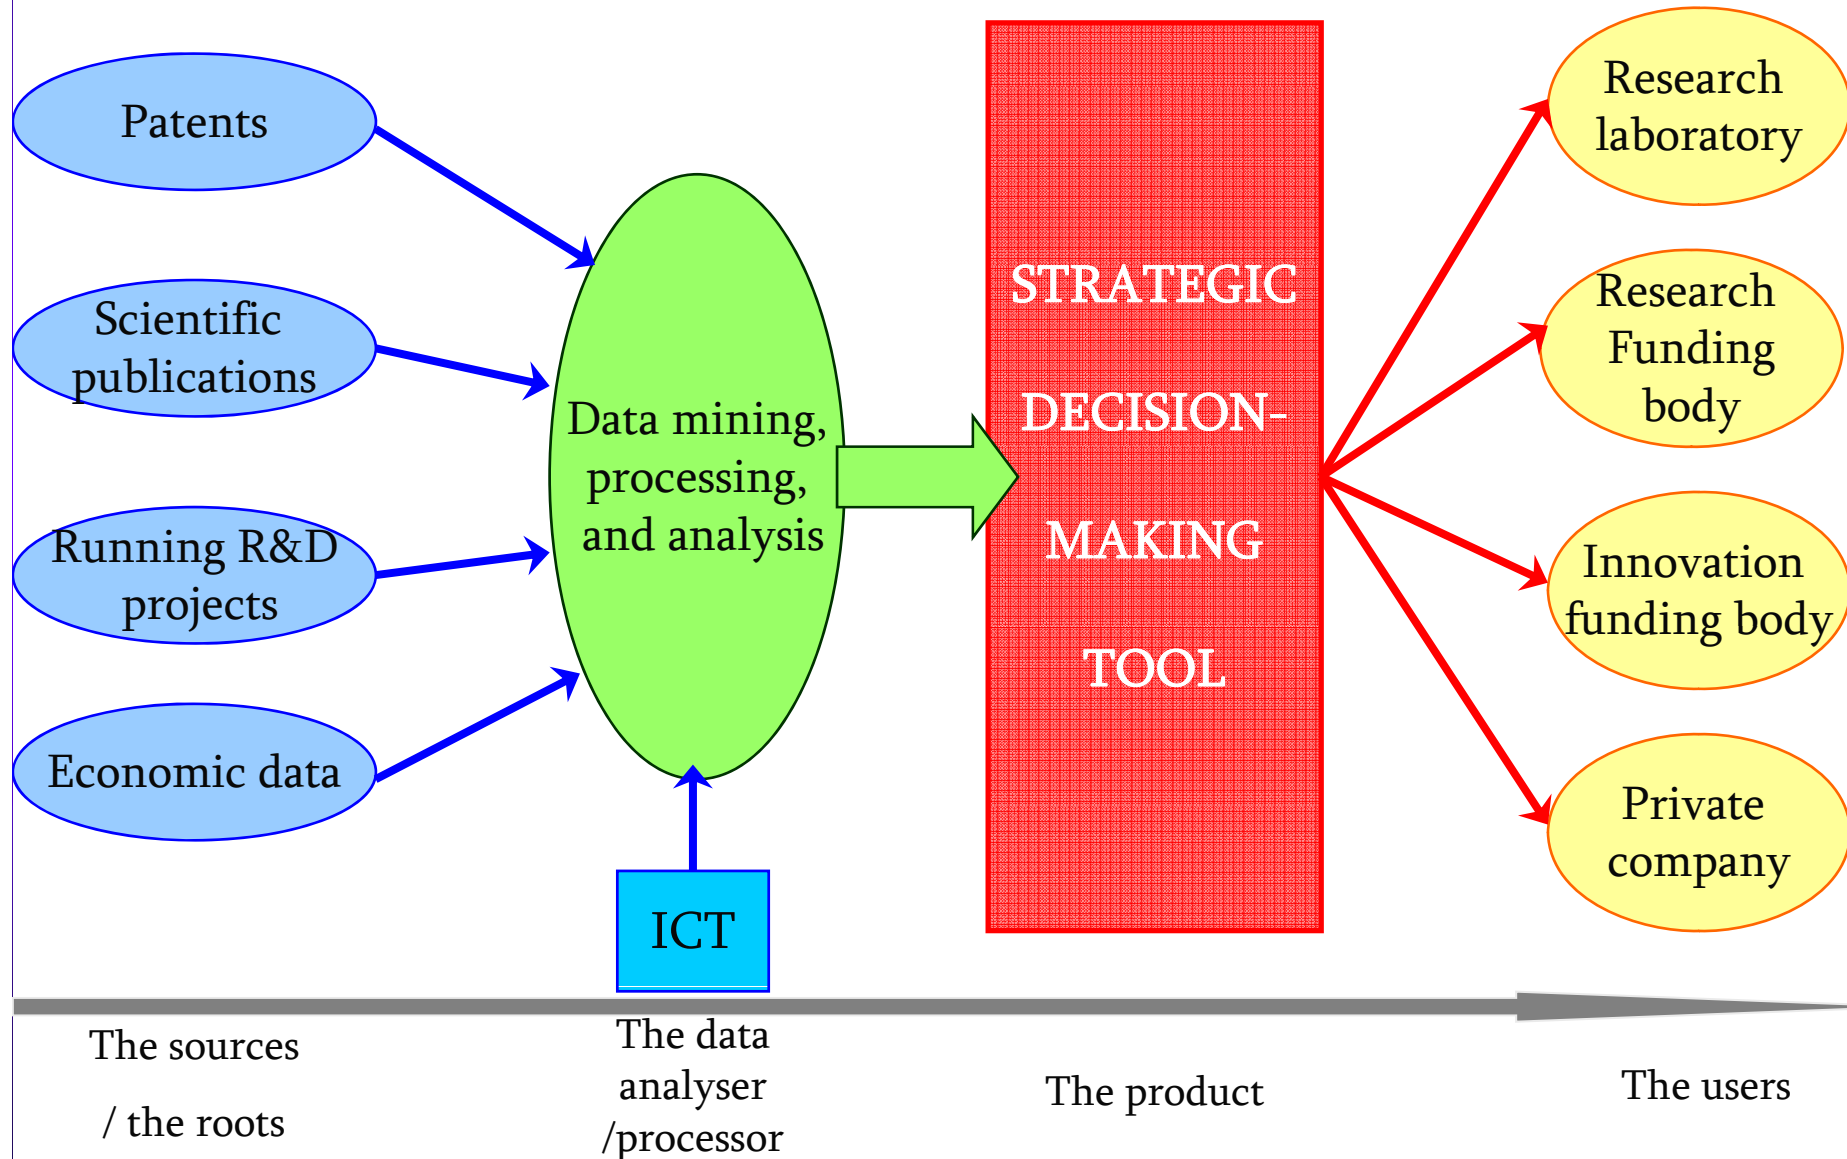 Patents
Scientific
publications
Running R&D
projects
Economic data
Data mining,
processing,
and analysis
ICT
STRATEGIC
DECISION-
MAKING
TOOL
Research
laboratory
Research
Funding
body
Innovation
funding body
Private
company
The sources
/ the roots
The data
analyser
/processor
The product
The users